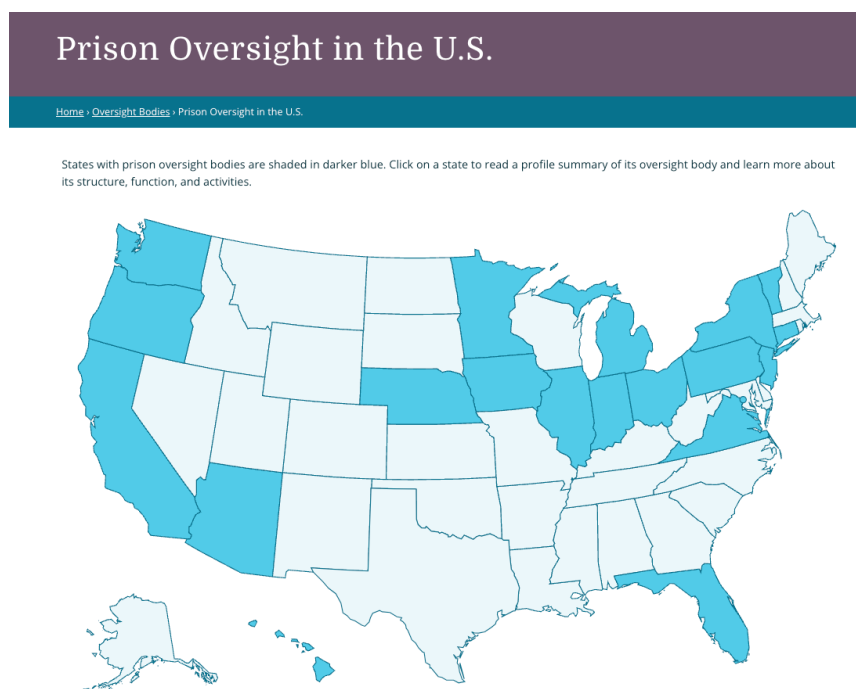 Prison Oversight in the U.S.
Home › Oversight Bodies › Prison Oversight in the U.S.
States with prison oversight bodies are shaded in darker blue. Click on a state to read a profile summary of its oversight body and learn more about
its structure, function, and activities.